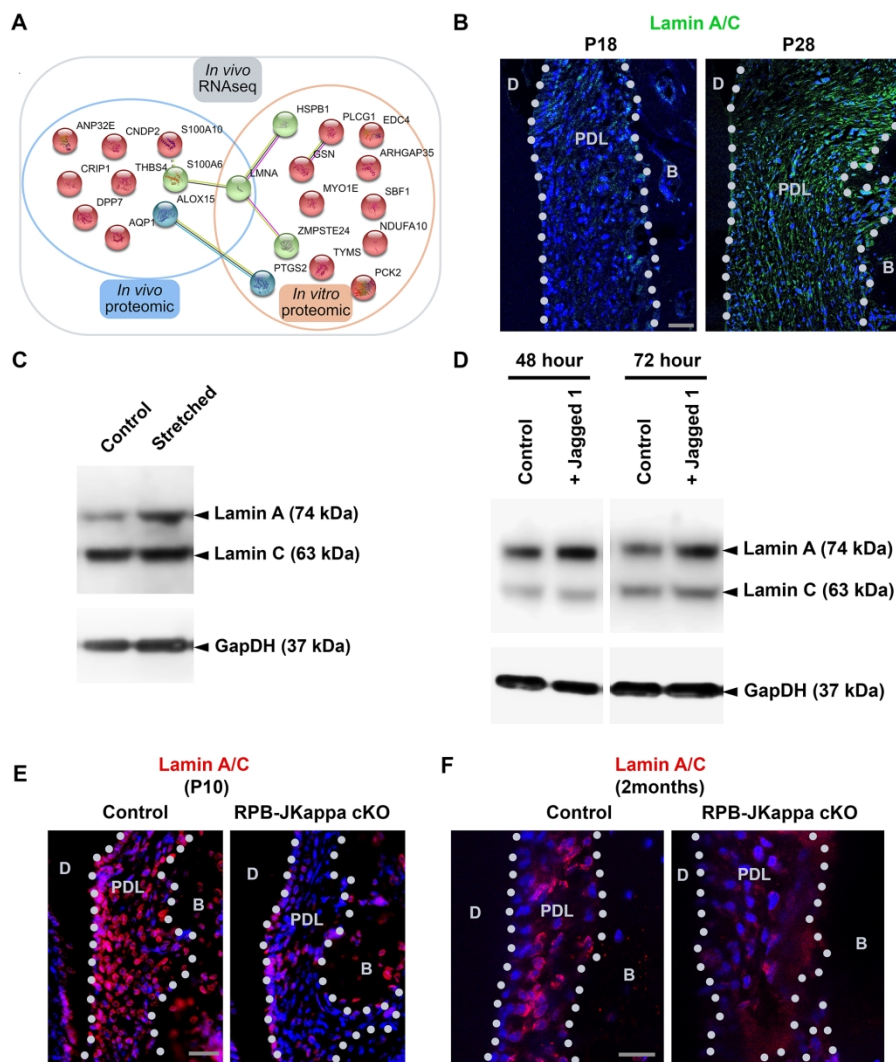 A
In vivo
RNAseq
HSPB1
PLCG1
EDC4
ANP32E
CNDP2
S100A10
GSN
ARHGAP35
CRIP1
THBS4
S100A6
LMNA
MYO1E
SBF1
DPP7
ALOX15
AQP1
ZMPSTE24
NDUFA10
TYMS
PTGS2
PCK2
In vivo
proteomic
In vitro
proteomic
B
Lamin A/C
P18
P28
D
PDL
B
D
PDL
B
C
Control
Stretched
Lamin A (74 kDa)
Lamin C (63 kDa)
GapDH (37 kDa)
D
48 hour
72 hour
Control
+ Jagged 1
Control
+ Jagged 1
Lamin A (74 kDa)
Lamin C (63 kDa)
GapDH (37 kDa)
E
Lamin A/C
(P10)
Control
RPB-JKappa cKO
D
PDL
B
D
PDL
B
F
Lamin A/C
(2months)
Control
RPB-JKappa cKO
D
PDL
B
D
PDL
B